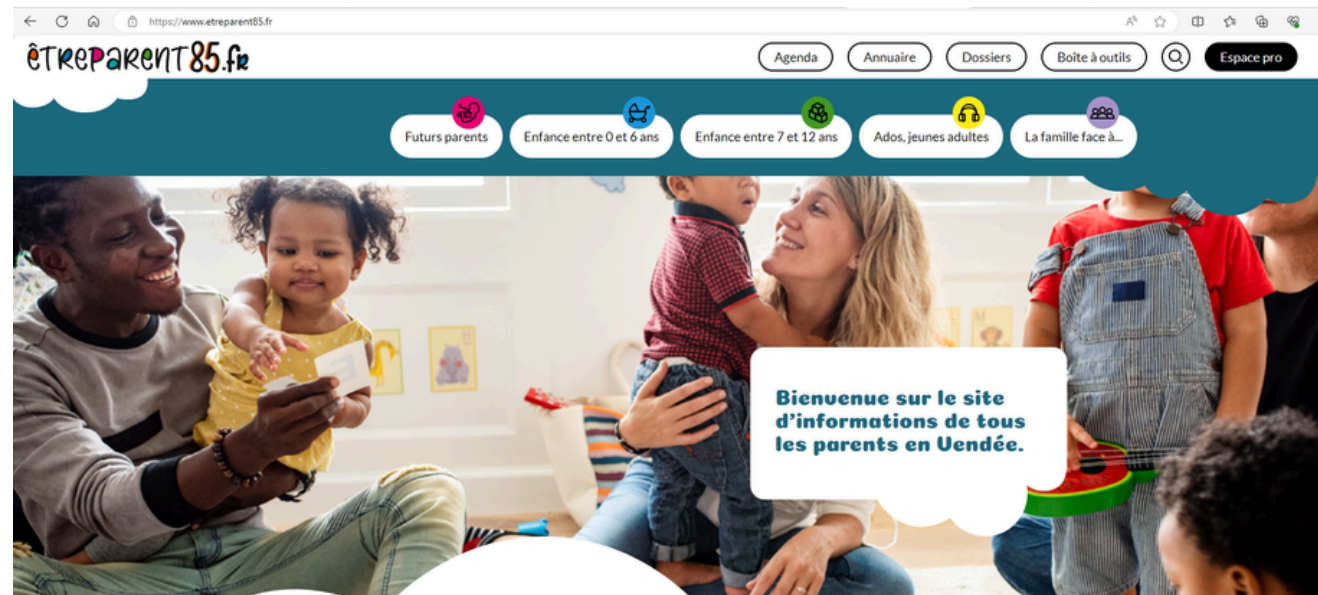 https://www.etreparent85.fr
êTRePaReNT85.fR
Agenda
Annuaire
Dossiers
Boîte à outils
Espace pro
Futurs parents
Enfance entre 0 et 6 ans
Enfance entre 7 et 12 ans
Ados, jeunes adultes
La famille face à...
Bienvenue sur le site
d'informations de tous
les parents en Vendée.